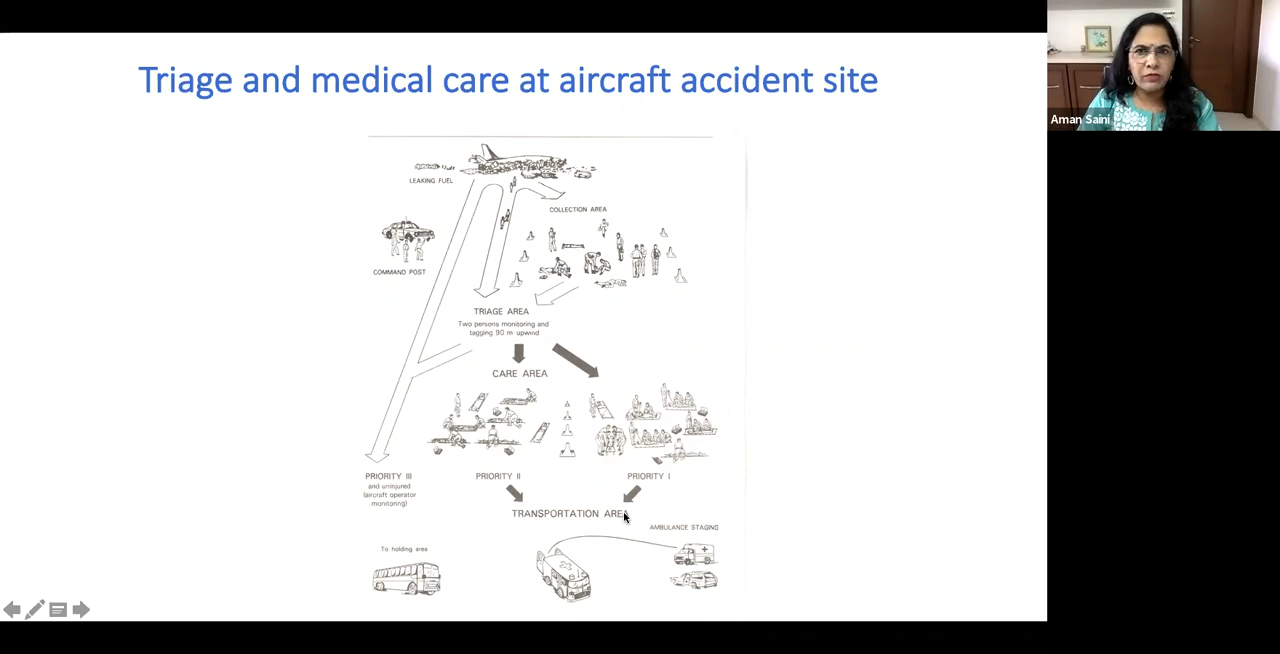 Triage and medical care at aircraft accident site
Aman Saini
LEAKING FUEL
COLLECTION AREA
COMMAND POST
TRIAGE AREA
Two persons monitoring and
tagging 90 m upwind
CARE AREA
PRIORITY III
and uninjured
(aircraft operator
monitoring)
PRIORITY II
PRIORITY I
TRANSPORTATION AREA
AMBULANCE STAGING
To holding area